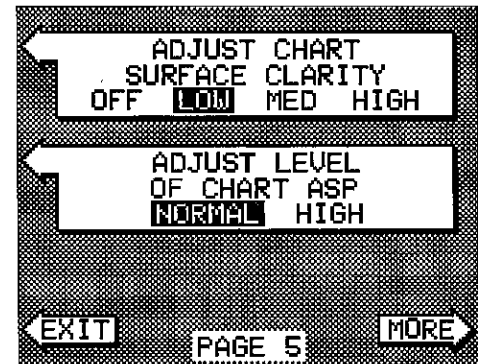 ADJUST CHART
SURFACE CLARITY
OFF LOW MED HIGH
ADJUST LEVEL
OF CHART ASP
NORMAL HIGH
EXIT
PAGE 5
MORE